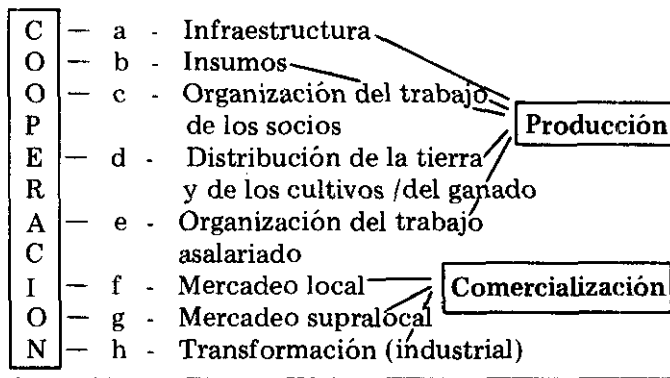 C — a - Infraestructura
O — b - Insumos
O — c - Organización del trabajo
P de los socios Producción
E — d - Distribución de la tierra
R y de los cultivos /del ganado
A — e - Organización del trabajo
C asalariado
I — f - Mercadeo local Comercialización
O — g - Mercadeo supralocal
N — h - Transformación (industrial)